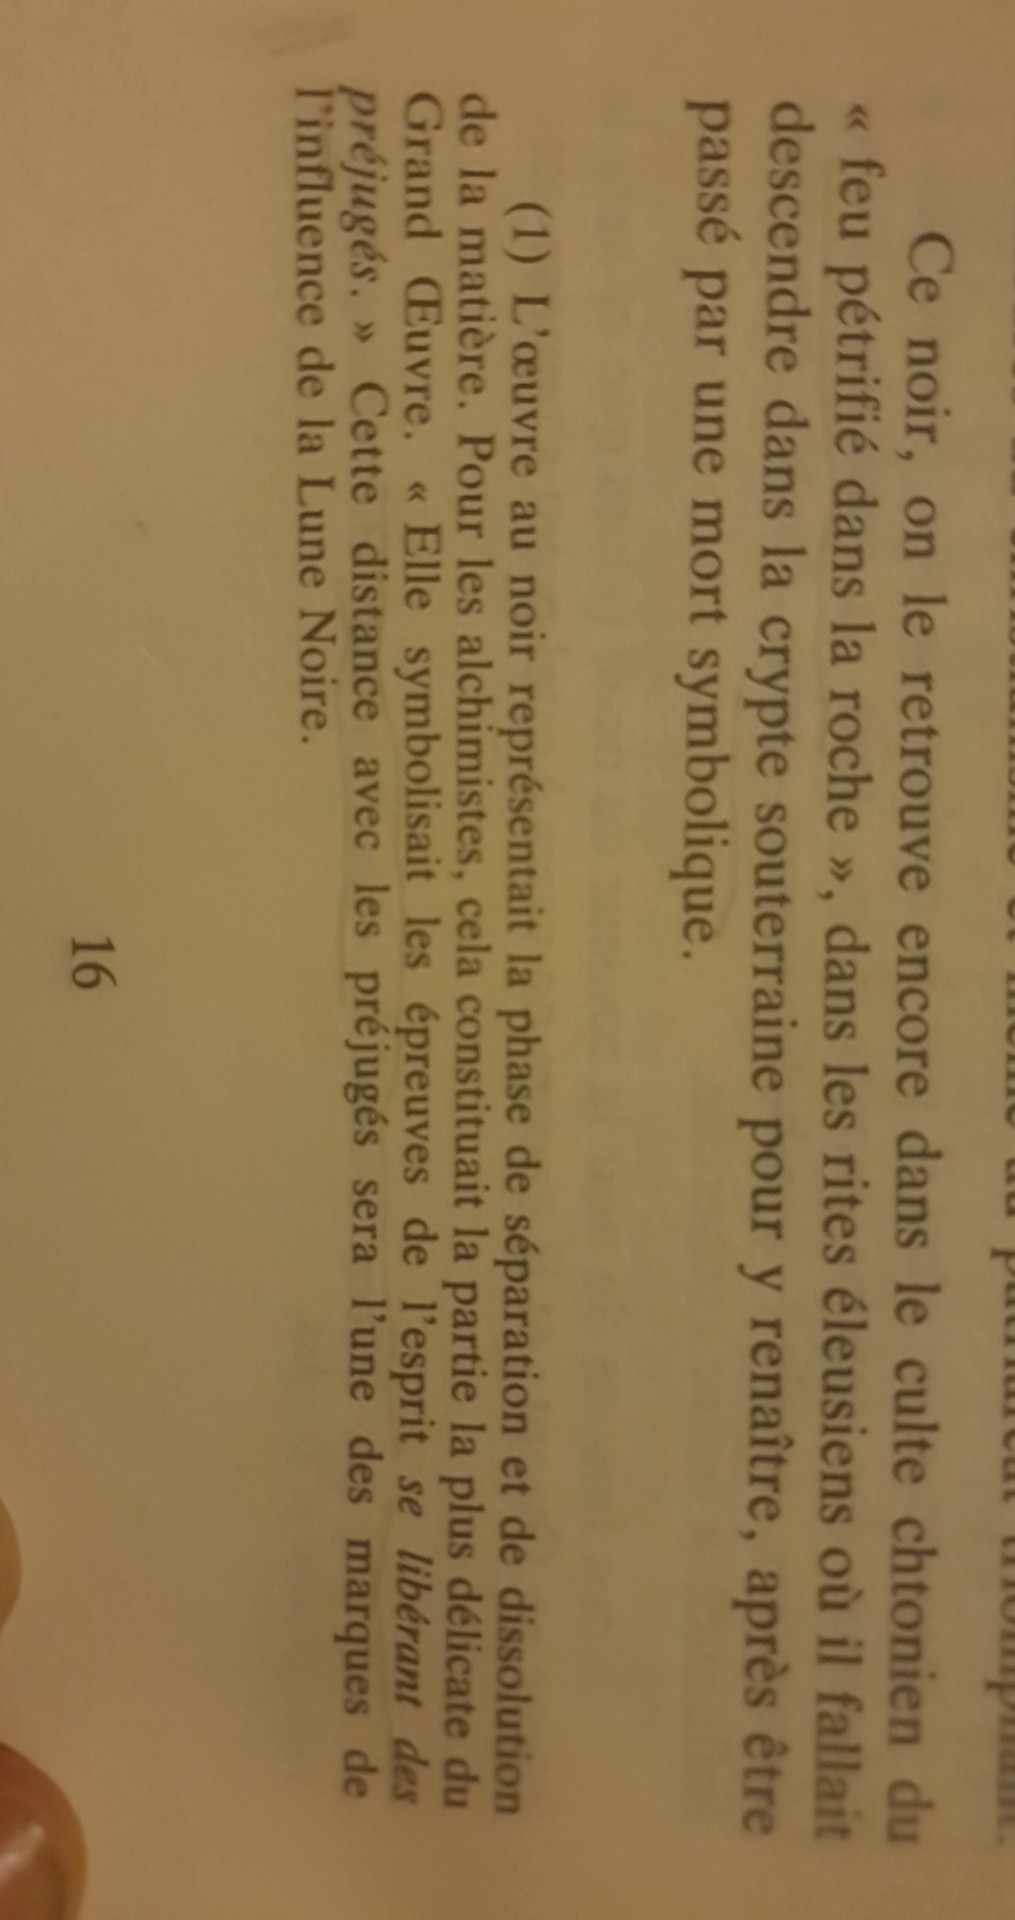 Ce noir, on le retrouve encore dans le culte chtonien du
« feu pétrifié dans la roche », dans les rites éleusiens où il fallait
descendre dans la crypte souterraine pour y renaître, après être
passé par une mort symbolique.
(1) L'œuvre au noir représentait la phase de séparation et de dissolution
de la matière. Pour les alchimistes, cela constituait la partie la plus délicate du
Grand Œuvre. « Elle symbolisait les épreuves de l'esprit se libérant des
préjugés. » Cette distance avec les préjugés sera l'une des marques de
l'influence de la Lune Noire.
16